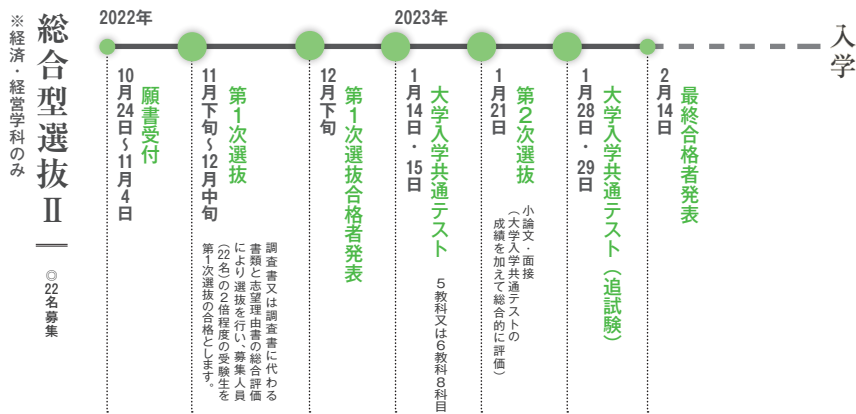 総合型選抜Ⅱ
※経済・経営学科のみ
◎22名募集
2022年
10月24日〜11月4日
願書受付
11月下旬〜12月中旬
第1次選抜
調査書又は調査書に代わる
書類と志望理由書の総合評価
により選抜を行い、募集人員
（22名）の2倍程度の受験生を
第1次選抜の合格とします。
12月下旬
第1次選抜合格者発表
2023年
1月14日・15日
大学入学共通テスト
5教科又は6教科8科目
1月21日
第2次選抜
小論文・面接
（大学入学共通テストの
成績を加えて総合的に評価）
1月28日・29日
大学入学共通テスト（追試験）
2月14日
最終合格者発表
入学